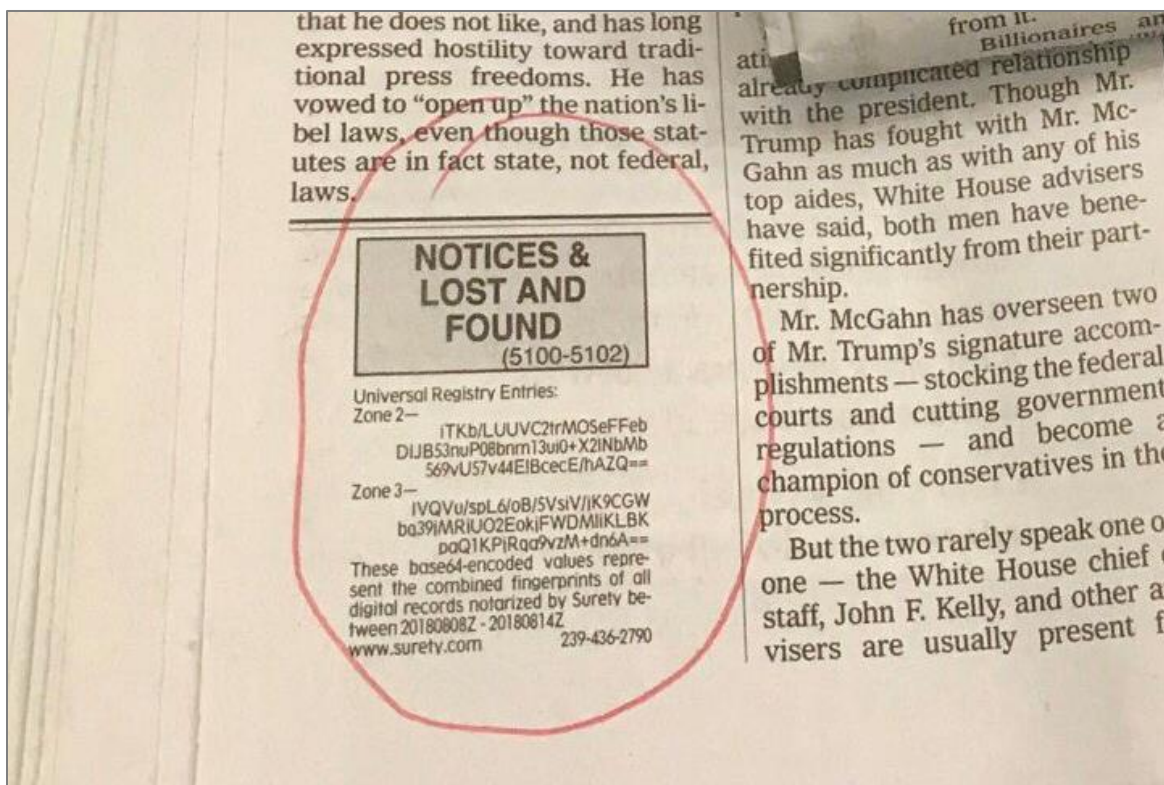 that he does not like, and has long
expressed hostility toward tradi-
tional press freedoms. He has
vowed to “open up” the nation’s li-
bel laws, even though those stat-
utes are in fact state, not federal,
laws.
NOTICES &
LOST AND
FOUND
(5100-5102)
Universal Registry Entries:
Zone 2—
iTKb/LUUVC2trMOSeFFeb
DIJB53nuP08bnm13ui0+X2INbMb
569vU57v44EIBcecE/hAZQ==
Zone 3—
IVQVu/spL6/oB/5VsiV/jK9CGW
ba39jMRiUO2EokjFWDMIiKLBK
paQ1KPjRqa9vzM+dn6A==
These base64-encoded values repre-
sent the combined fingerprints of all
digital records notarized by Surety be-
tween 20180808Z - 20180814Z
www.surety.com 239-436-2790
from it.
Billionaires
already complicated relationship
with the president. Though Mr.
Trump has fought with Mr. Mc-
Gahn as much as with any of his
top aides, White House advisers
have said, both men have bene-
fited significantly from their part-
nership.
Mr. McGahn has overseen two
of Mr. Trump’s signature accom-
plishments — stocking the federal
courts and cutting government
regulations — and become a
champion of conservatives in the
process.
But the two rarely speak one o
one — the White House chief
staff, John F. Kelly, and other a
visers are usually present f